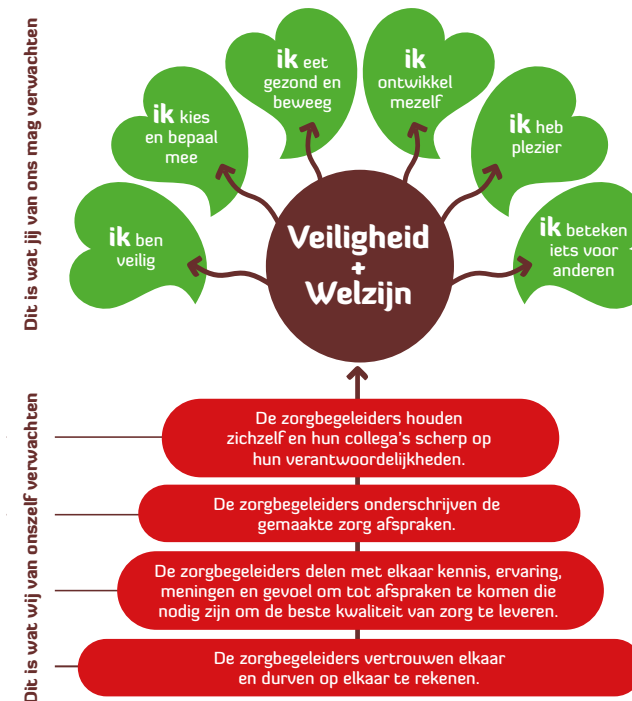 Dit is wat jij van ons mag verwachten
ik ben
veilig
ik kies
en bepaal
mee
ik eet
gezond en
beweeg
ik
ontwikkel
mezelf
ik heb
plezier
ik beteken
iets voor
anderen
Veiligheid
+
Welzijn
Dit is wat wij van onszelf verwachten
De zorgbegeleiders houden
zichzelf en hun collega's scherp op
hun verantwoordelijkheden.
De zorgbegeleiders onderschrijven de
gemaakte zorg afspraken.
De zorgbegeleiders delen met elkaar kennis, ervaring,
meningen en gevoel om tot afspraken te komen die
nodig zijn om de beste kwaliteit van zorg te leveren.
De zorgbegeleiders vertrouwen elkaar
en durven op elkaar te rekenen.